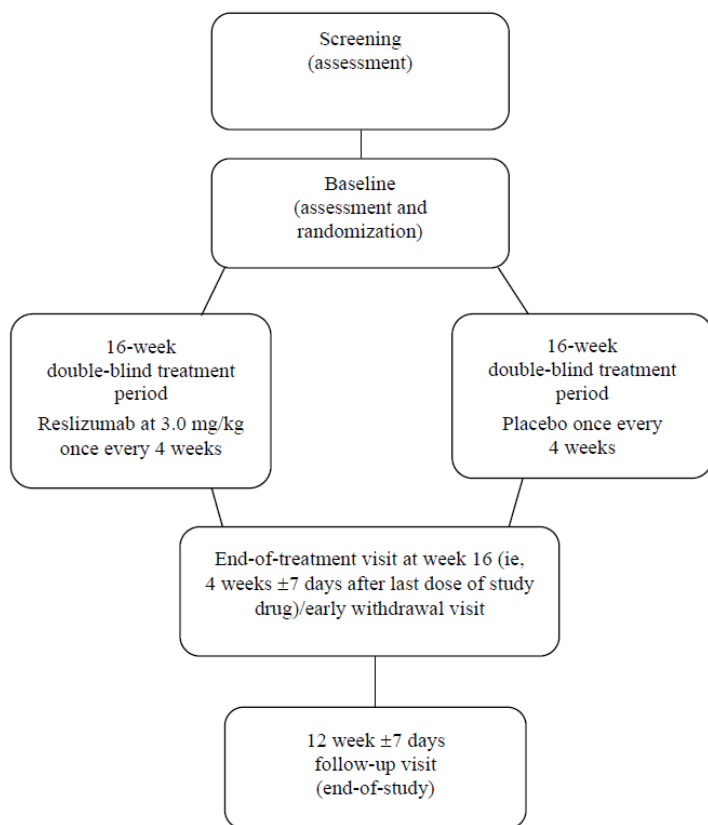 Screening
(assessment)
Baseline
(assessment and
randomization)
16-week
double-blind treatment
period
Reslizumab at 3.0 mg/kg
once every 4 weeks
16-week
double-blind treatment
period
Placebo once every
4 weeks
End-of-treatment visit at week 16 (ie,
4 weeks ±7 days after last dose of study
drug)/early withdrawal visit
12 week ±7 days
follow-up visit
(end-of-study)